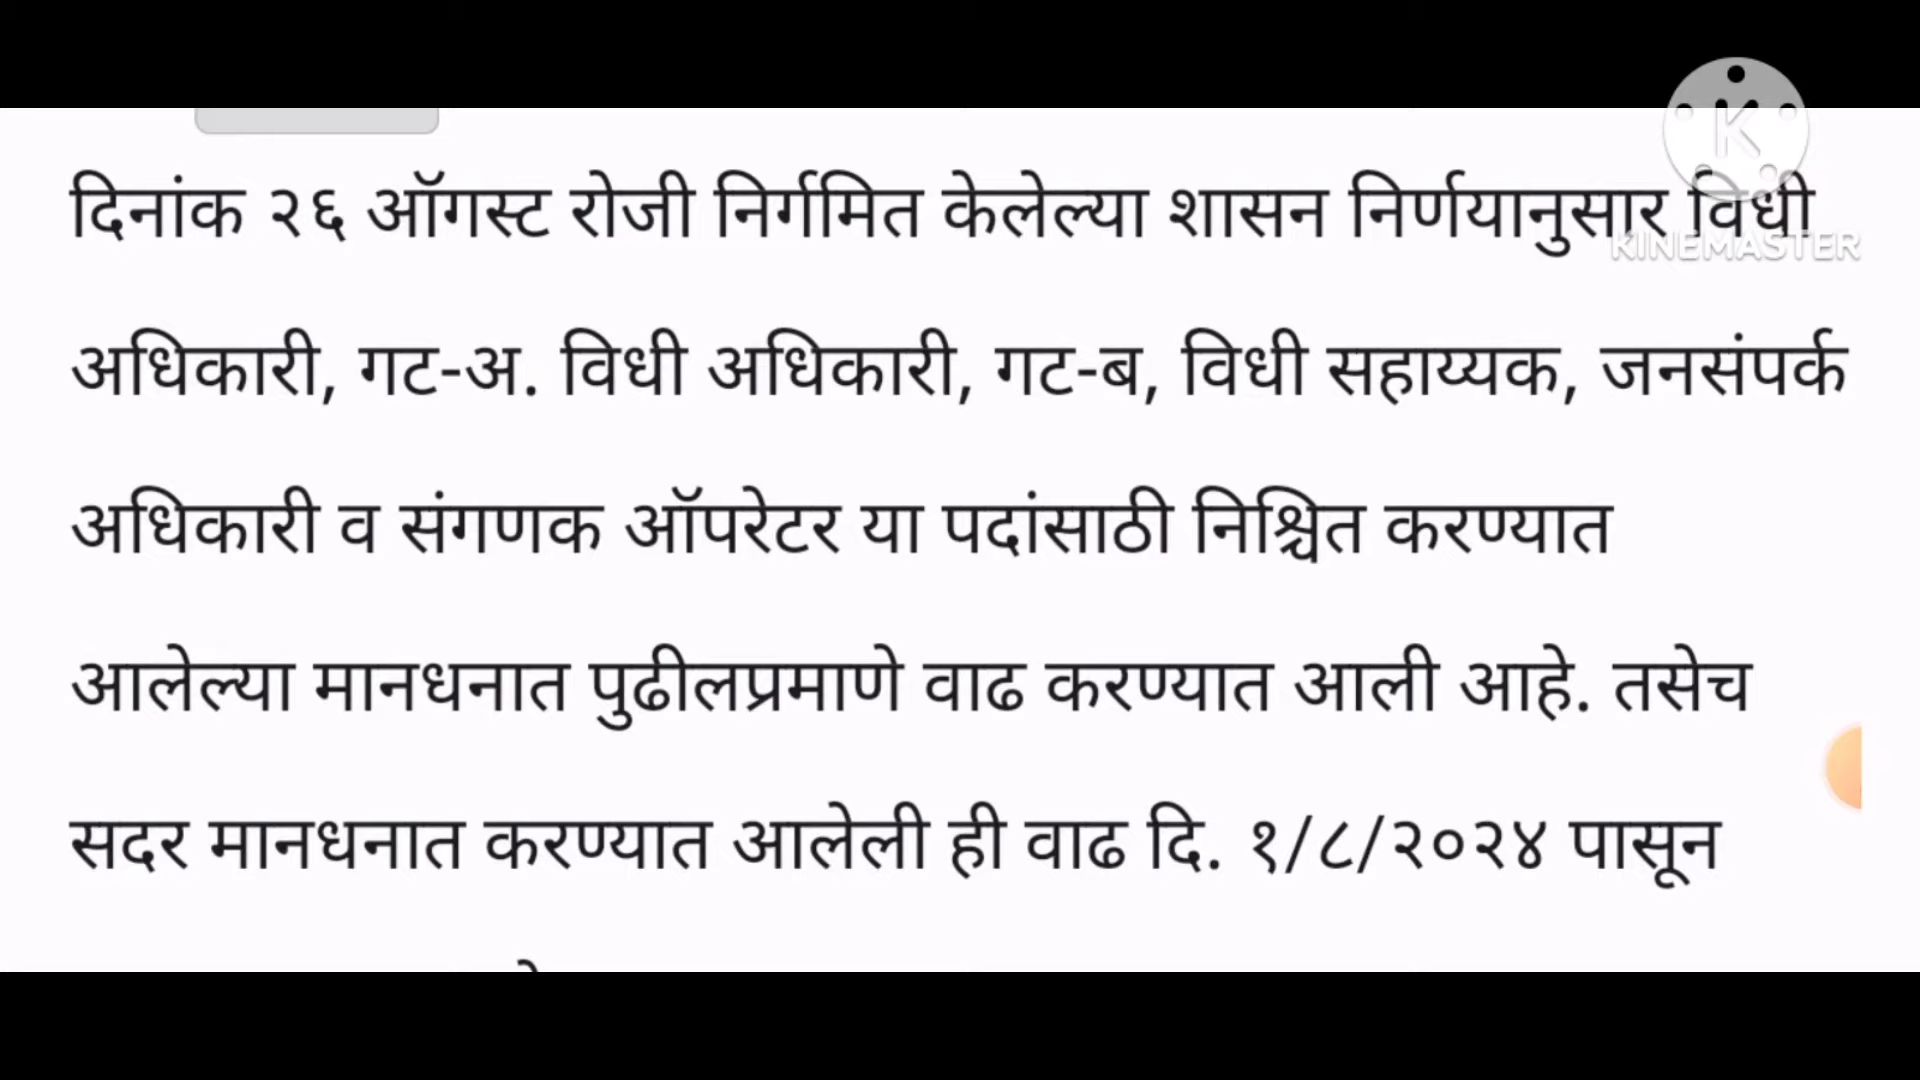 दिनांक २६ ऑगस्ट रोजी निर्गमित केलेल्या शासन निर्णयानुसार विधी
KINEMASTER
अधिकारी, गट-अ. विधी अधिकारी, गट-ब, विधी सहाय्यक, जनसंपर्क
अधिकारी व संगणक ऑपरेटर या पदांसाठी निश्चित करण्यात
आलेल्या मानधनात पुढीलप्रमाणे वाढ करण्यात आली आहे. तसेच
सदर मानधनात करण्यात आलेली ही वाढ दि. १/८/२०२४ पासून